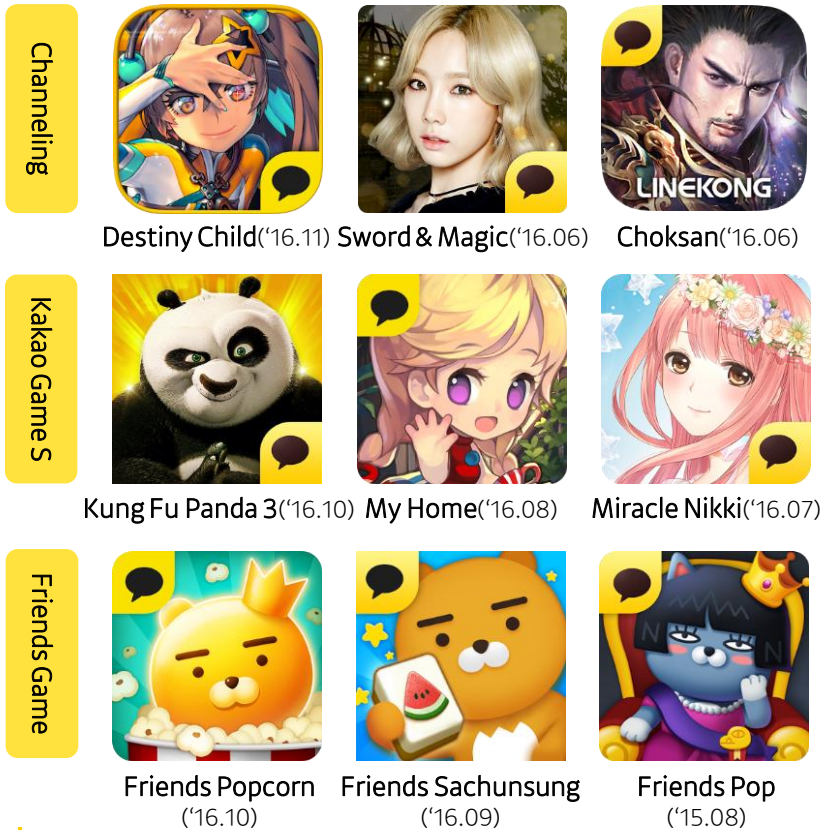 Channeling
LINEKONG
Destiny Child(‘16.11) Sword & Magic(‘16.06) Choksan(‘16.06)
Kakao Game S
Kung Fu Panda 3(‘16.10) My Home(‘16.08) Miracle Nikki(‘16.07)
Friends Game
N N
Friends Popcorn Friends Sachunsung Friends Pop
(‘16.10) (‘16.09) (‘15.08)